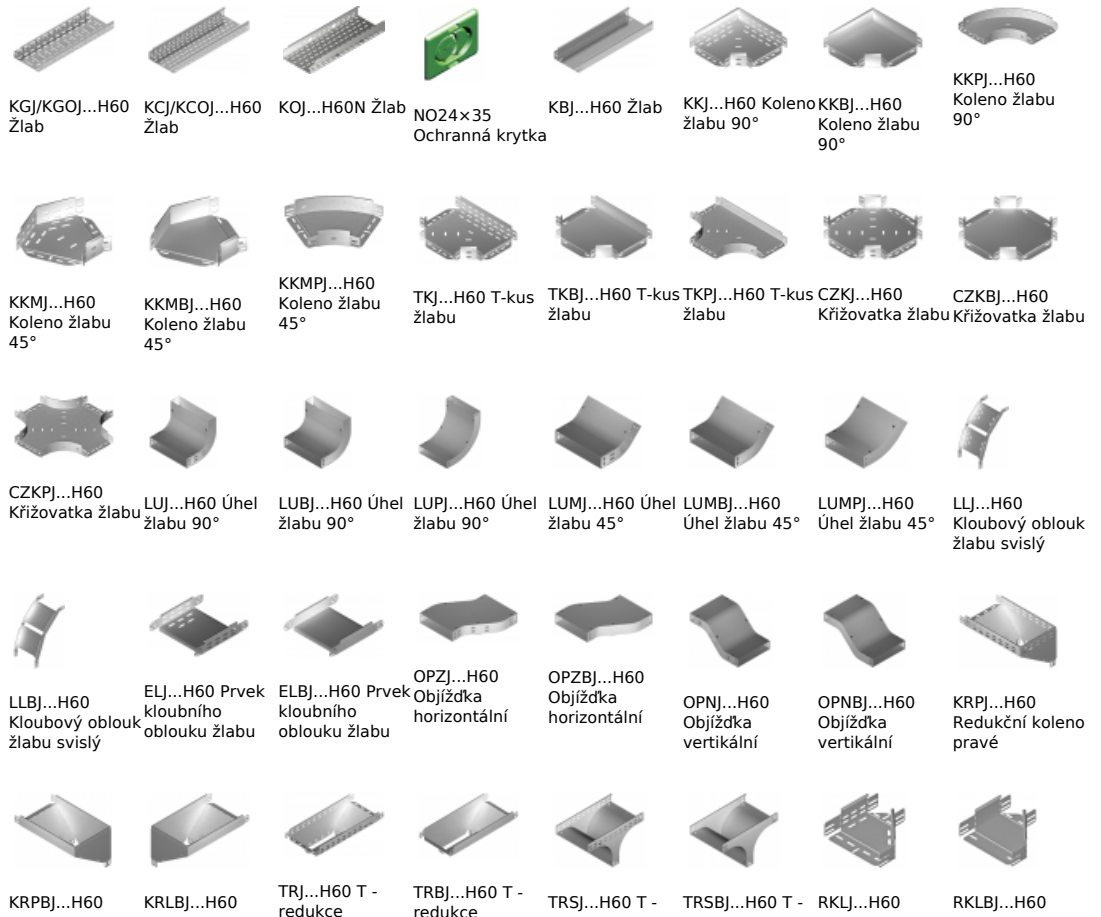 KGJ/KGOJ...H60
Žlab
KCJ/KCOJ...H60
Žlab
KOJ...H60N Žlab
NO24×35
Ochranná krytka
KBJ...H60 Žlab
KKJ...H60 Koleno
žlabu 90°
KKBJ...H60
Koleno žlabu
90°
KKPJ...H60
Koleno žlabu
90°
KKMJ...H60
Koleno žlabu
45°
KKMBJ...H60
Koleno žlabu
45°
KKMPJ...H60
Koleno žlabu
45°
TKJ...H60 T-kus
žlabu
TKBJ...H60 T-kus
žlabu
TKPJ...H60 T-kus
žlabu
CZKJ...H60
Křižovatka žlabu
CZKBJ...H60
Křižovatka žlabu
CZKPJ...H60
Křižovatka žlabu
LUJ...H60 Úhel
žlabu 90°
LUBJ...H60 Úhel
žlabu 90°
LUPJ...H60 Úhel
žlabu 90°
LUMJ...H60 Úhel
žlabu 45°
LUMBJ...H60
Úhel žlabu 45°
LUMPJ...H60
Úhel žlabu 45°
LLJ...H60
Kloubový oblouk
žlabu svislý
LLBJ...H60
Kloubový oblouk
žlabu svislý
ELJ...H60 Prvek
kloubního
oblouku žlabu
ELBJ...H60 Prvek
kloubního
oblouku žlabu
OPZJ...H60
Objížďka
horizontální
OPZBJ...H60
Objížďka
horizontální
OPNJ...H60
Objížďka
vertikální
OPNBJ...H60
Objížďka
vertikální
KRPJ...H60
Redukční koleno
pravé
KRPBJ...H60
KRLBJ...H60
TRJ...H60 T -
redukce
TRBJ...H60 T -
redukce
TRSJ...H60 T -
TRSBJ...H60 T -
RKLJ...H60
RKLBJ...H60